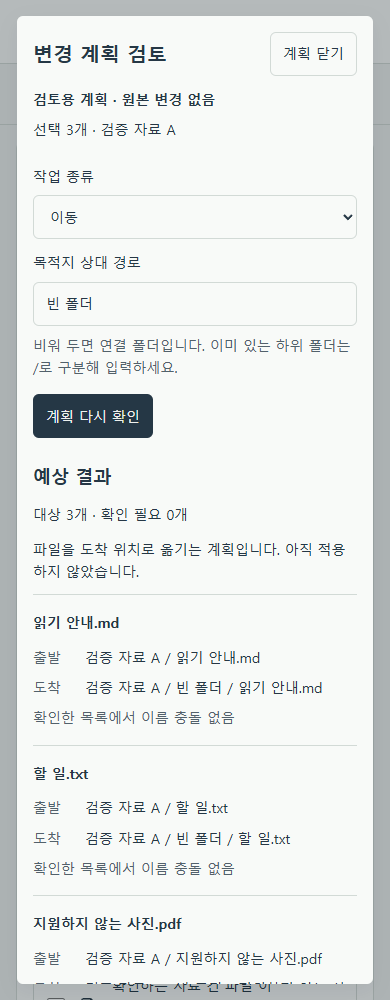 변경 계획 검토
계획 닫기
검토용 계획 · 원본 변경 없음
선택 3개 · 검증 자료 A
작업 종류
이동
목적지 상대 경로
빈 폴더
비워 두면 연결 폴더입니다. 이미 있는 하위 폴더는
/로 구분해 입력하세요.
계획 다시 확인
예상 결과
대상 3개 · 확인 필요 0개
파일을 도착 위치로 옮기는 계획입니다. 아직 적용
하지 않았습니다.
읽기 안내.md
출발 검증 자료 A / 읽기 안내.md
도착 검증 자료 A / 빈 폴더 / 읽기 안내.md
확인한 목록에서 이름 충돌 없음
할 일.txt
출발 검증 자료 A / 할 일.txt
도착 검증 자료 A / 빈 폴더 / 할 일.txt
확인한 목록에서 이름 충돌 없음
지원하지 않는 사진.pdf
출발 검증 자료 A / 지원하지 않는 사진.pdf